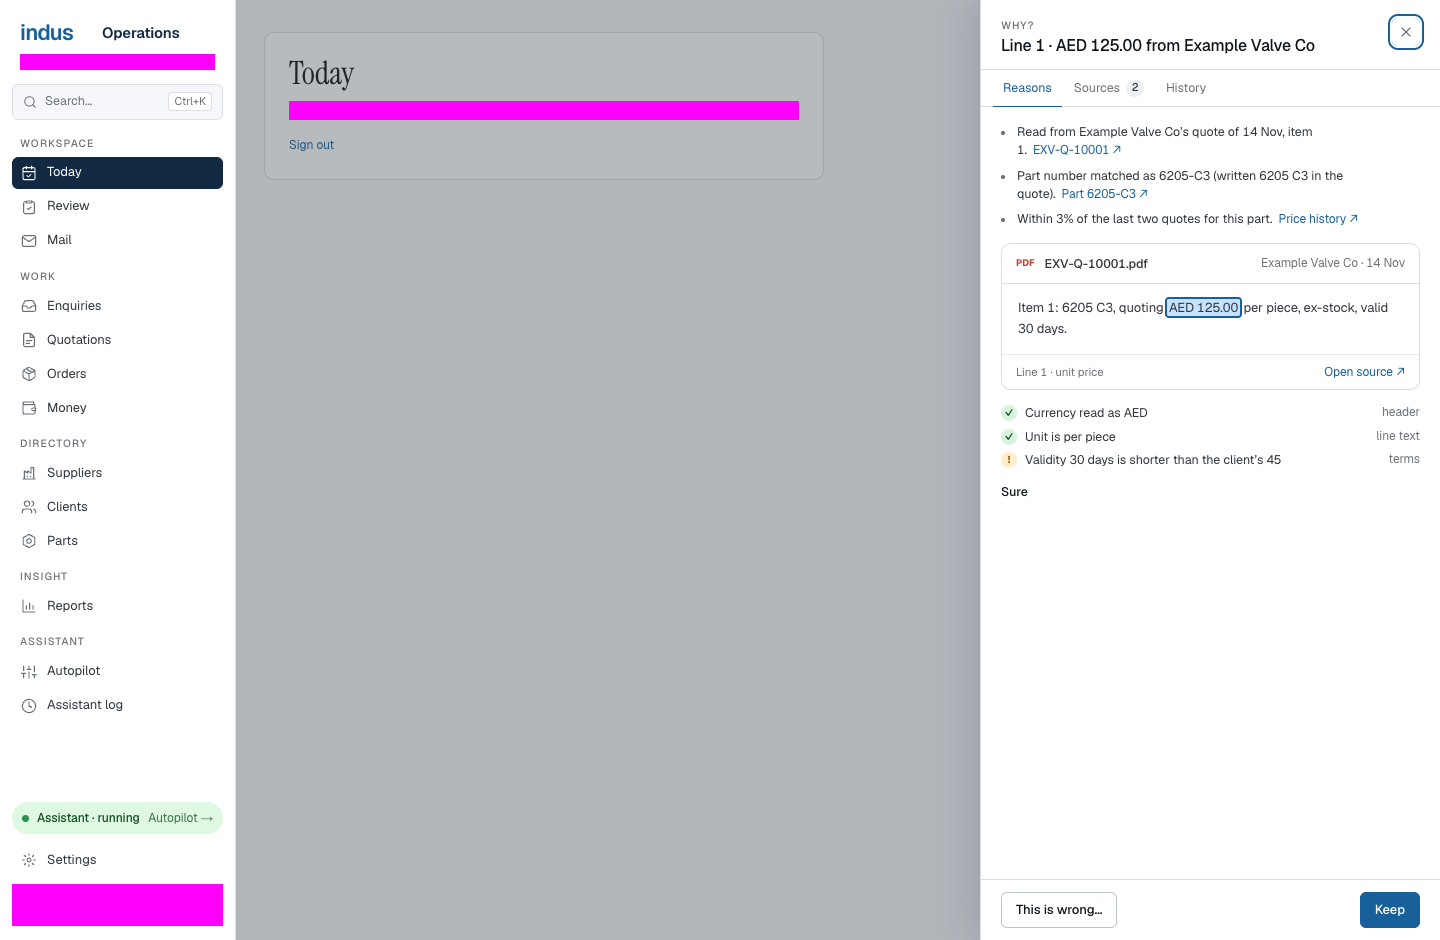 indus Operations
Search... Ctrl+K
WORKSPACE
Today
Review
Mail
WORK
Enquiries
Quotations
Orders
Money
DIRECTORY
Suppliers
Clients
Parts
INSIGHT
Reports
ASSISTANT
Autopilot
Assistant log
Assistant · running Autopilot →
Settings
Today
Sign out
WHY?
Line 1 · AED 125.00 from Example Valve Co
Reasons Sources 2 History
Read from Example Valve Co's quote of 14 Nov, item
1. EXV-Q-10001 ↗
Part number matched as 6205-C3 (written 6205 C3 in the
quote). Part 6205-C3 ↗
Within 3% of the last two quotes for this part. Price history ↗
PDF EXV-Q-10001.pdf Example Valve Co · 14 Nov
Item 1: 6205 C3, quoting AED 125.00 per piece, ex-stock, valid
30 days.
Line 1 · unit price Open source ↗
Currency read as AED header
Unit is per piece line text
! Validity 30 days is shorter than the client's 45 terms
Sure
This is wrong... Keep